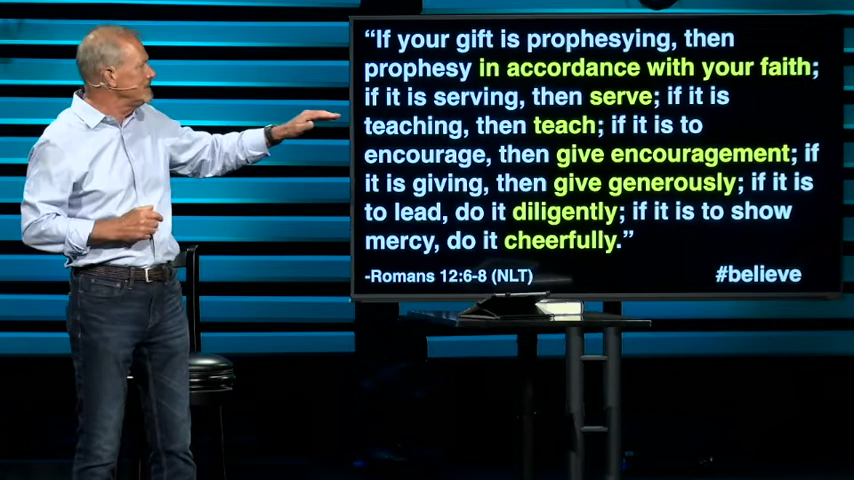 “If your gift is prophesying, then
prophesy in accordance with your faith;
if it is serving, then serve; if it is
teaching, then teach; if it is to
encourage, then give encouragement; if
it is giving, then give generously; if it is
to lead, do it diligently; if it is to show
mercy, do it cheerfully.”
-Romans 12:6-8 (NLT) #believe